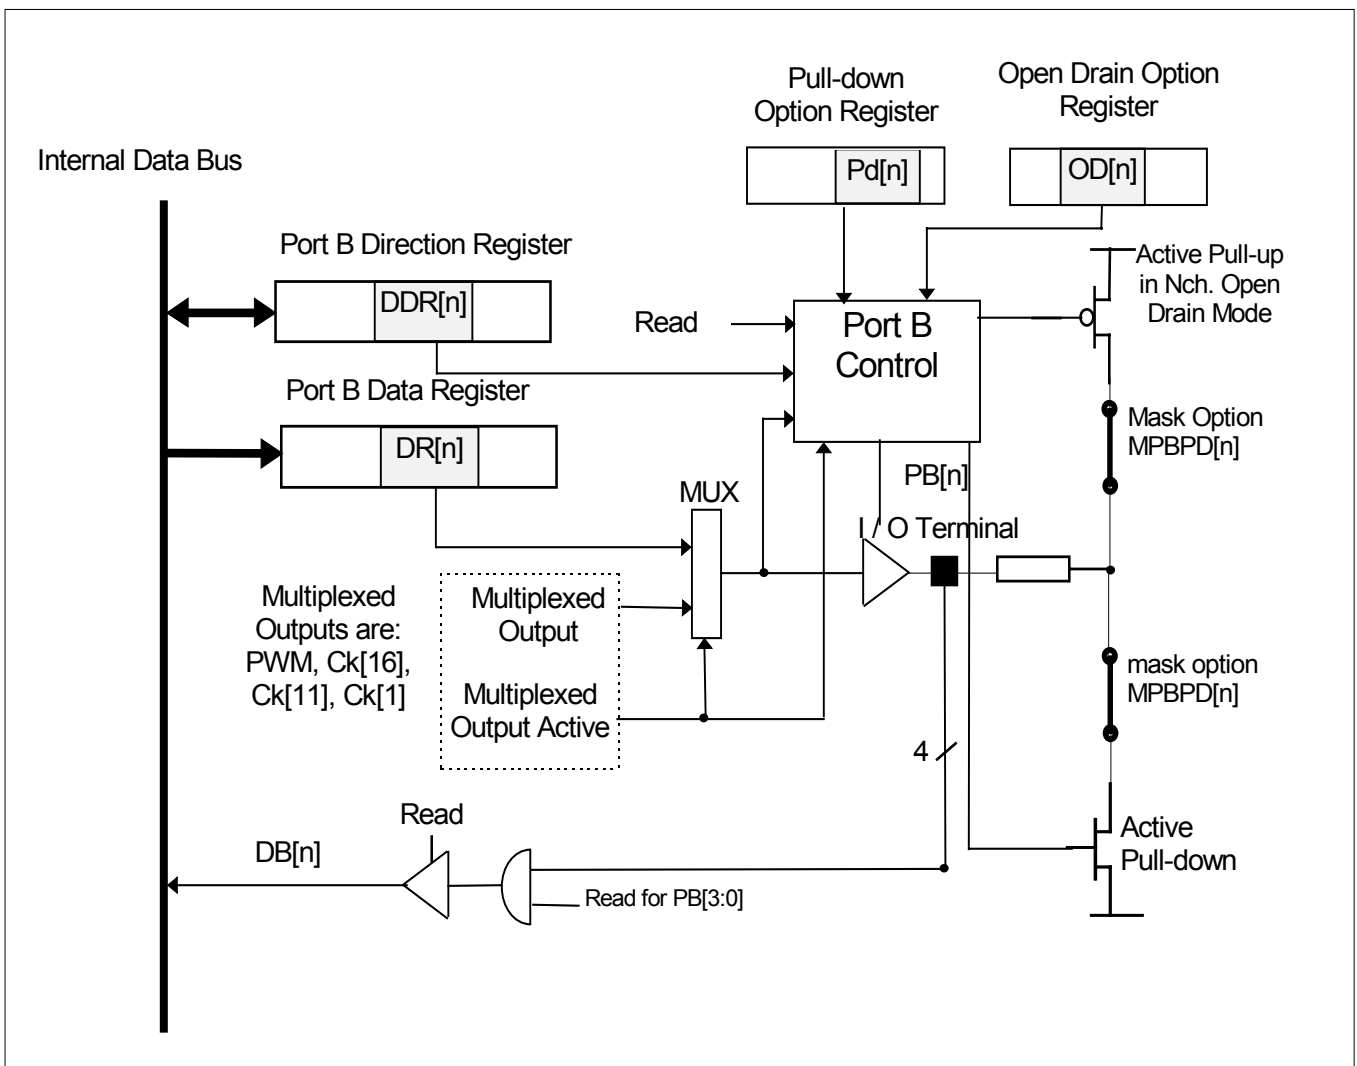 Pull-down
Option Register
Open Drain Option
Register
Internal Data Bus
Pd[n]
OD[n]
Port B Direction Register
DDR[n]
Active Pull-up
in Nch. Open
Drain Mode
Read
Port B
Control
Port B Data Register
DR[n]
Mask Option
MPBPD[n]
MUX
PB[n]
I / O Terminal
Multiplexed
Outputs are:
PWM, Ck[16],
Ck[11], Ck[1]
Multiplexed
Output
Multiplexed
Output Active
mask option
MPBPD[n]
4
Read
DB[n]
Read for PB[3:0]
Active
Pull-down